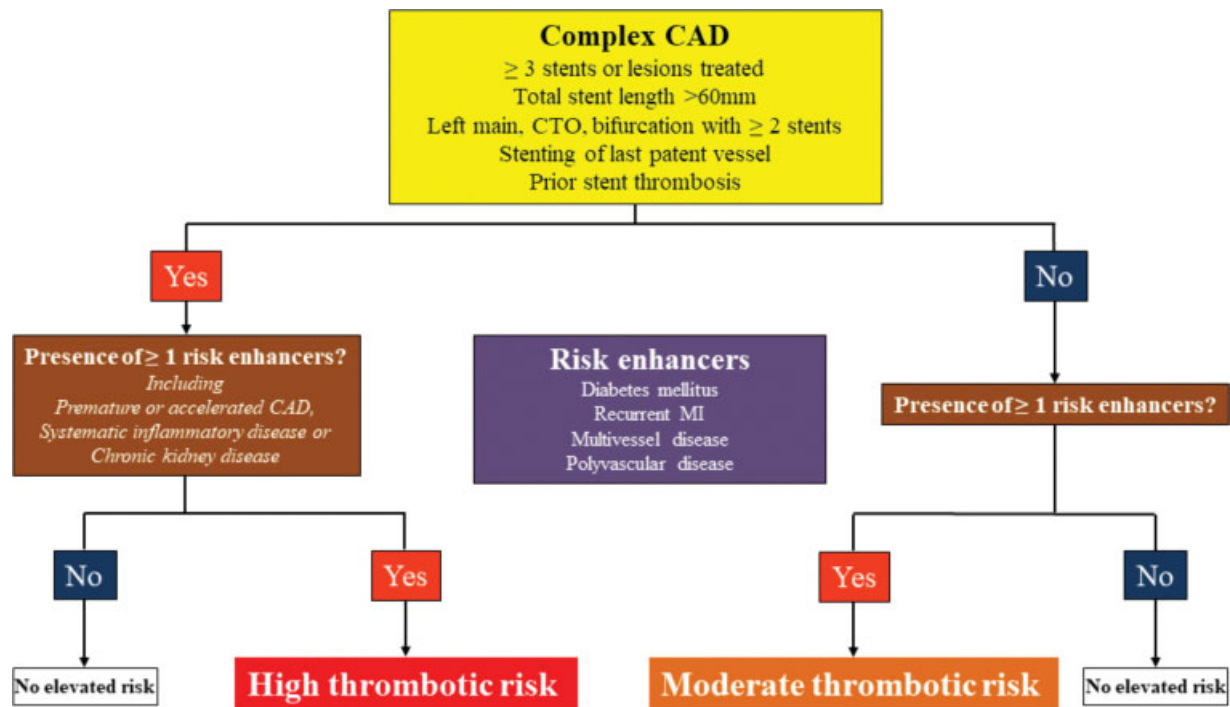 Complex CAD
≥ 3 stents or lesions treated
Total stent length >60mm
Left main, CTO, bifurcation with ≥ 2 stents
Stenting of last patent vessel
Prior stent thrombosis
Yes
No
Presence of ≥ 1 risk enhancers?
Including
Premature or accelerated CAD,
Systematic inflammatory disease or
Chronic kidney disease
Risk enhancers
Diabetes mellitus
Recurrent MI
Multivessel disease
Polyvascular disease
Presence of ≥ 1 risk enhancers?
No
Yes
Yes
No
No elevated risk
High thrombotic risk
Moderate thrombotic risk
No elevated risk